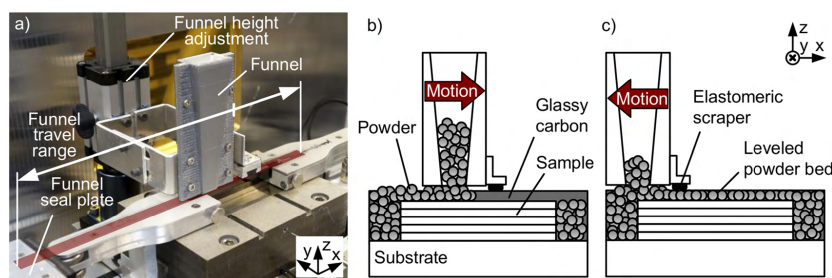 a)
Funnel height
adjustment
Funnel
Funnel
travel
range
Funnel
seal plate
y z x
b)
Motion
Powder
Glassy
carbon
Sample
Substrate
c)
Motion
Elastomeric
scraper
Leveled
powder bed
z
y x